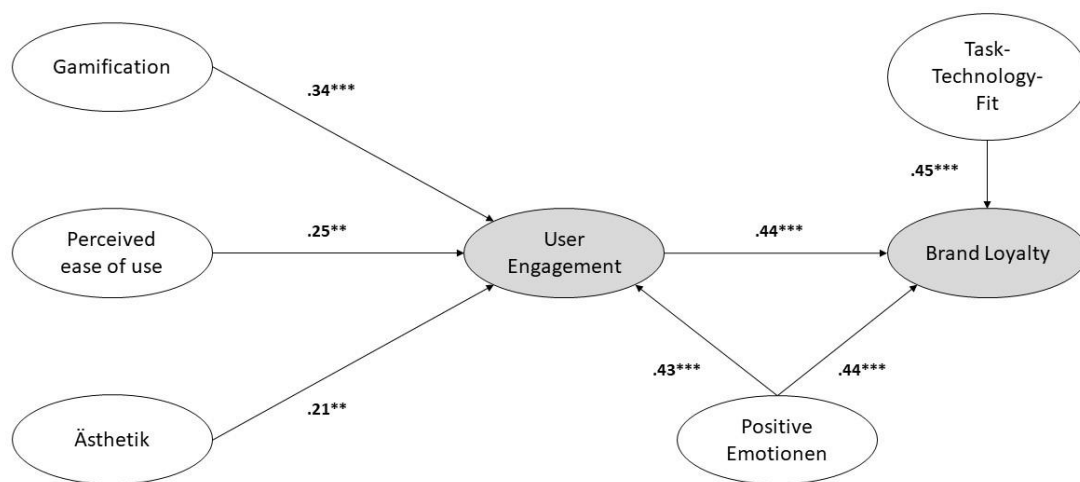 Gamification
Task-
Technology-
Fit
.34***
.45***
Perceived
ease of use
.25**
User
Engagement
.44***
Brand Loyalty
.43***
.44***
.21**
Ästhetik
Positive
Emotionen